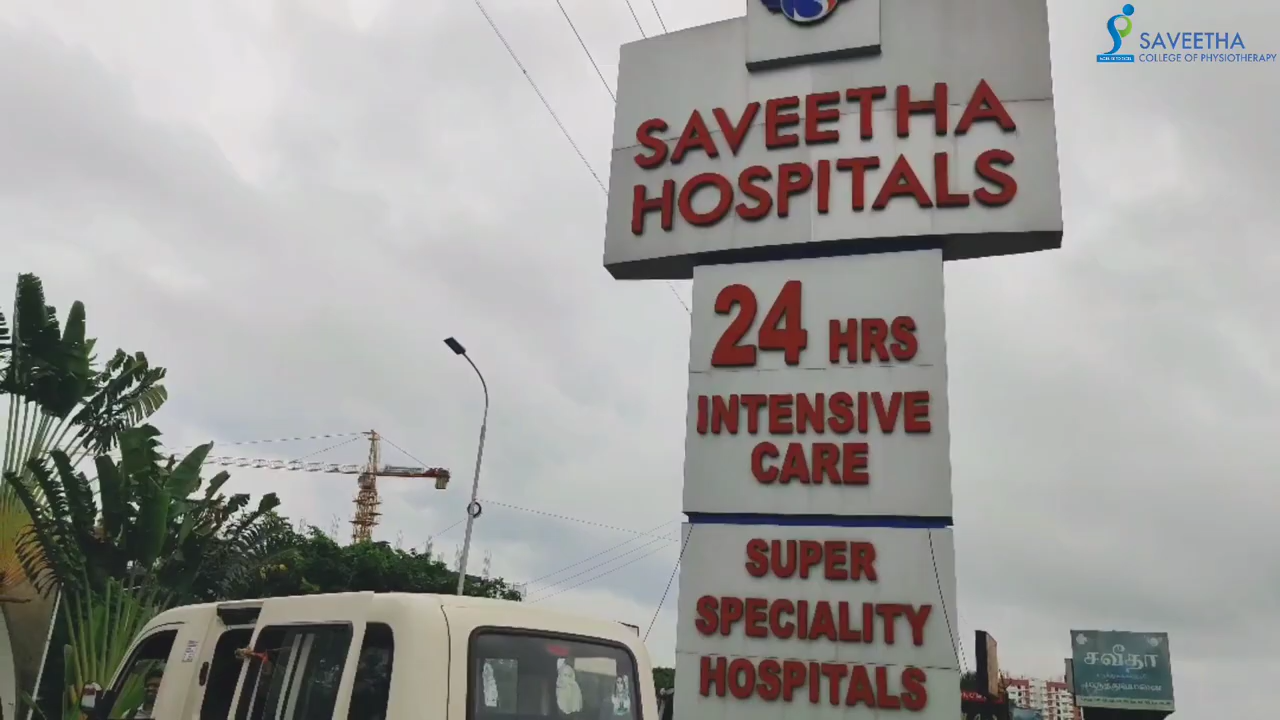 SAVEETHA
COLLEGE OF PHYSIOTHERAPY
SAVEETHA
HOSPITALS
24 HRS
INTENSIVE
CARE
SUPER
SPECIALITY
HOSPITALS
சவீதா